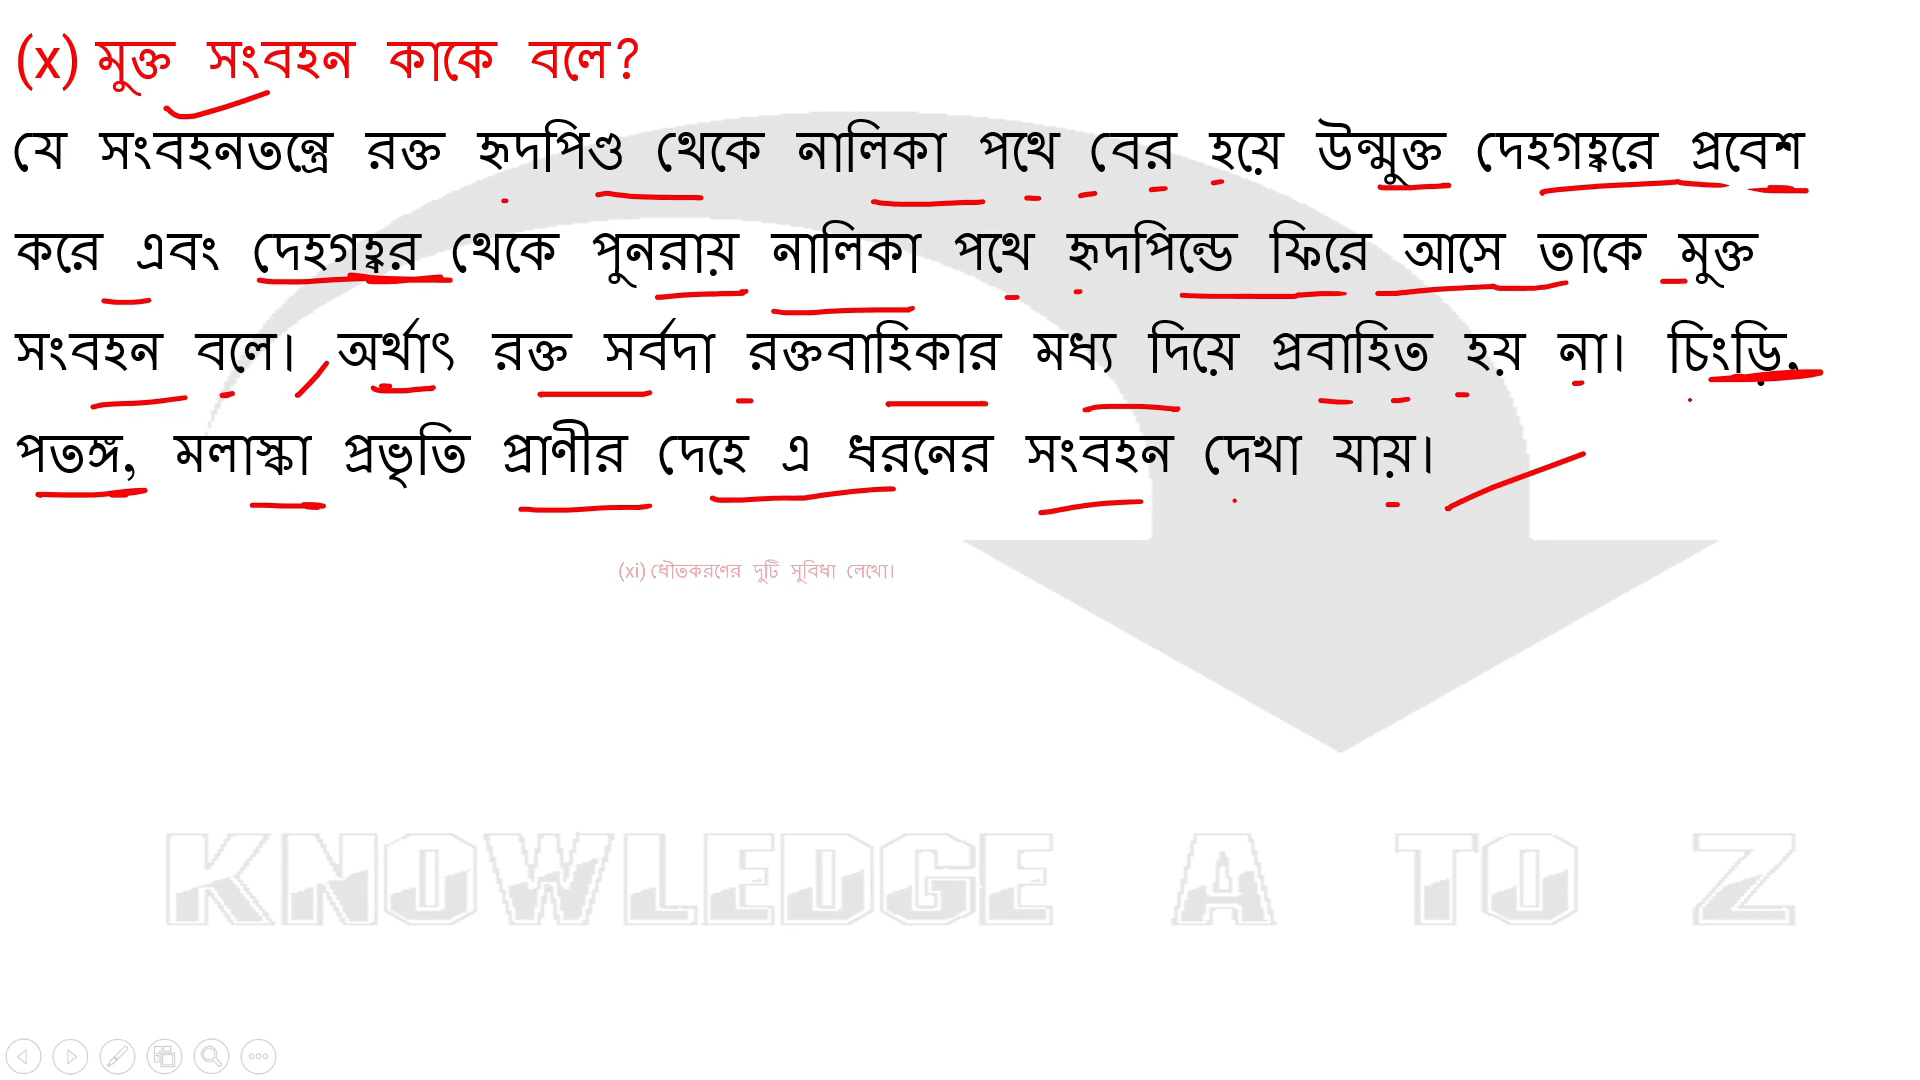 (x) মুক্ত সংবহন কাকে বলে?
যে সংবহনতন্ত্রে রক্ত হৃদপিণ্ড থেকে নালিকা পথে বের হয়ে উন্মুক্ত দেহগহ্বরে প্রবেশ
করে এবং দেহগহ্বর থেকে পুনরায় নালিকা পথে হৃদপিন্ডে ফিরে আসে তাকে মুক্ত
সংবহন বলে। অর্থাৎ রক্ত সর্বদা রক্তবাহিকার মধ্য দিয়ে প্রবাহিত হয় না। চিংড়ি,
পতঙ্গ, মলাস্কা প্রভৃতি প্রাণীর দেহে এ ধরনের সংবহন দেখা যায়।
(xi) ধৌতকরণের দুটি সুবিধা লেখো।
KNOWLEDGE A TO Z